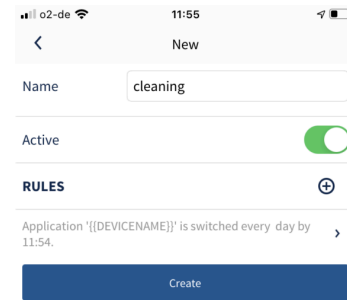 o2-de 11:55
New
Name cleaning
Active
RULES
Application '{{DEVICENAME}}' is switched every day by
11:54.
Create